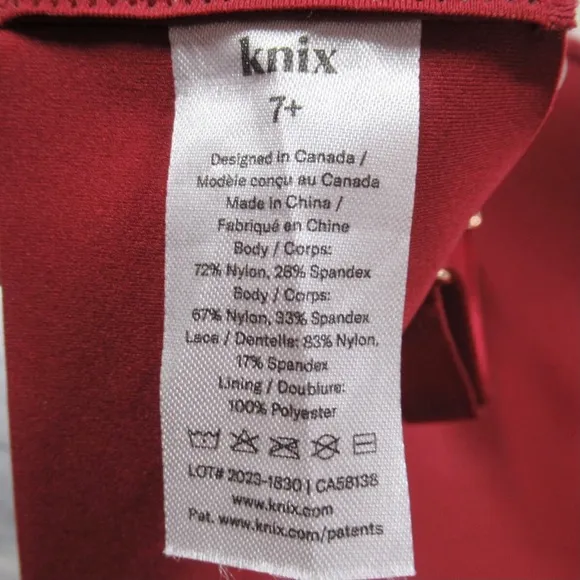 knix
7+
Designed in Canada /
Modèle conçu au Canada
Made in China /
Fabriqué en Chine
Body / Corps:
72% Nylon, 28% Spandex
Body / Corps:
67% Nylon, 33% Spandex
Lace / Dentelle: 83% Nylon,
17% Spandex
Lining / Doublure:
100% Polyester
LOT# 2023-1830 | CA58138
www.knix.com
Pat. www.knix.com/patents